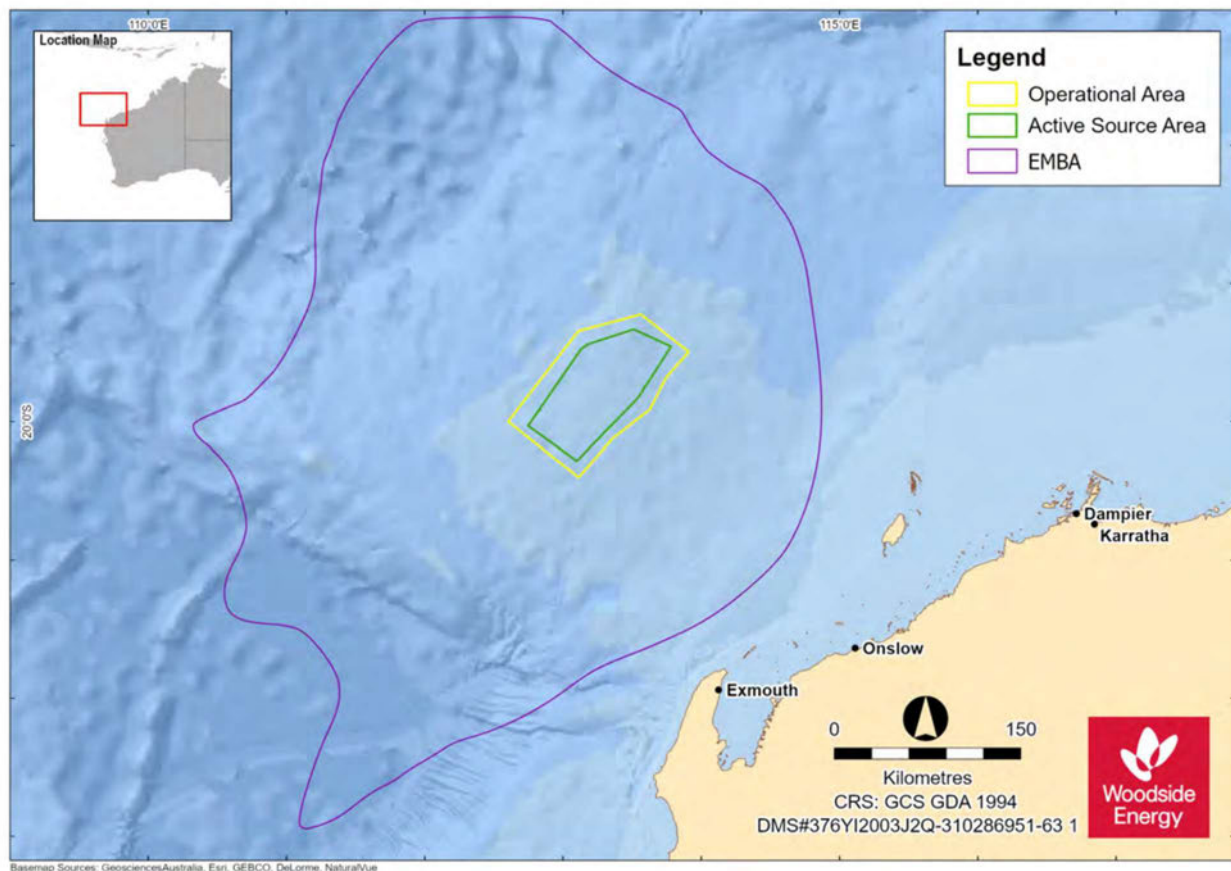 110°0'E
115°0'E
Location Map
Legend
Operational Area
Active Source Area
EMBA
20°0'S
Dampier
Karratha
Onslow
Exmouth
0 150
Kilometres
CRS: GCS GDA 1994
DMS#376YI2003J2Q-310286951-63 1
Woodside
Energy
Basemap Sources: GeosciencesAustralia, Esri, GEBCO, DeLorme, NaturalVue